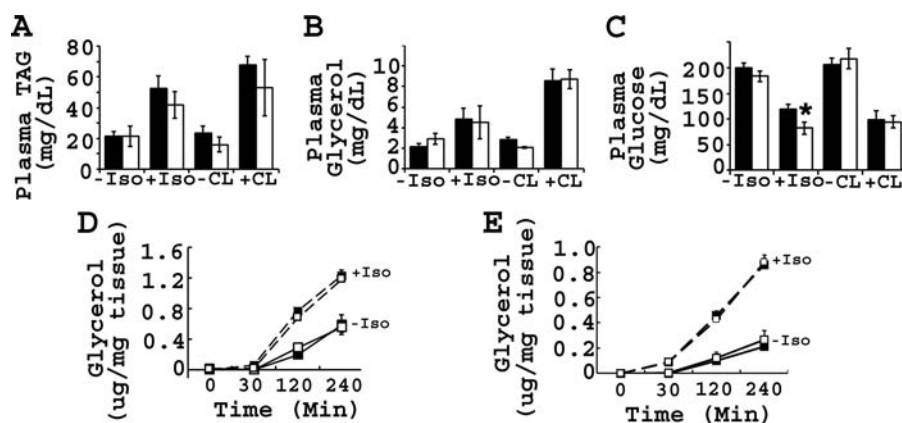 A
Plasma TAG
(mg/dL)
80
60
40
20
0
-Iso +Iso -CL +CL
B
Plasma
Glycerol
(mg/dL)
10
8
6
4
2
0
-Iso +Iso -CL +CL
C
Plasma
Glucose
(mg/dL)
200
150
100
50
0
*
-Iso +Iso -CL +CL
D
Glycerol
(ug/mg tissue)
1.6
1.2
0.8
0.4
0
+Iso
-Iso
0 30 120 240
Time (Min)
E
Glycerol
(ug/mg tissue)
1.0
0.8
0.6
0.4
0.2
0
+Iso
-Iso
0 30 120 240
Time (Min)